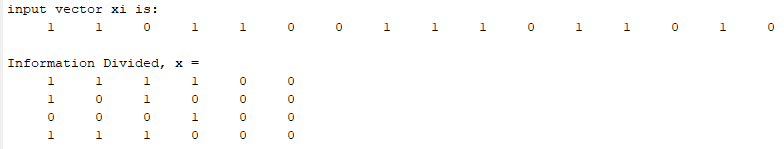 input vector xi is:
1 1 0 1 1 0 0 1 1 1 0 1 1 0 1 0
Information Divided, x =
1 1 1 1 0 0
1 0 1 0 0 0
0 0 0 1 0 0
1 1 1 0 0 0